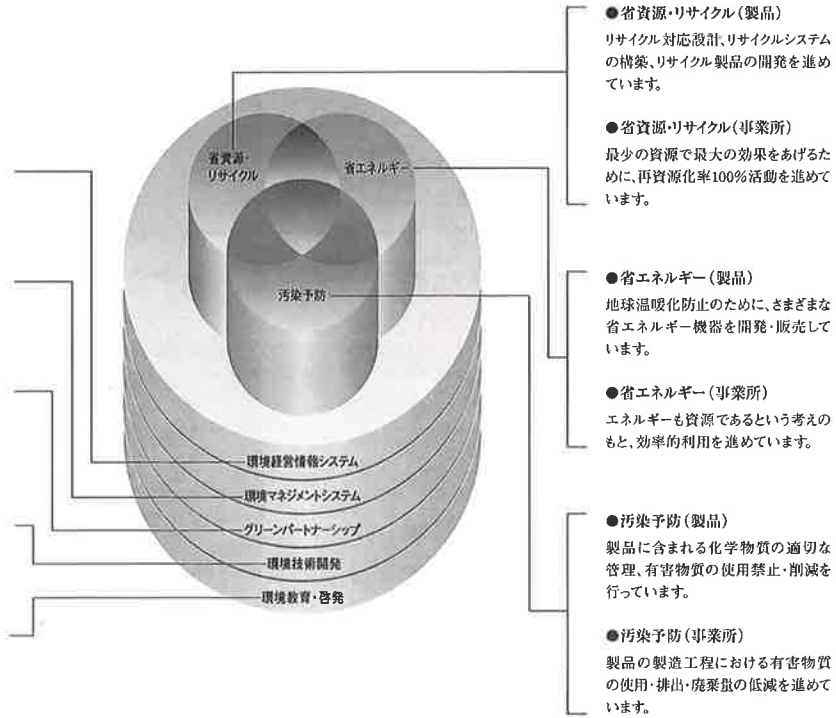 ●省資源・リサイクル(製品)
リサイクル対応設計、リサイクルシステム
の構築、リサイクル製品の開発を進め
ています。
●省資源・リサイクル(事業所)
最少の資源で最大の効果をあげるた
めに、再資源化率100%活動を進めて
います。
●省エネルギー(製品)
地球温暖化防止のために、さまざまな
省エネルギー機器を開発・販売して
います。
●省エネルギー(事業所)
エネルギーも資源であるという考えの
もと、効率的利用を進めています。
●汚染予防(製品)
製品に含まれる化学物質の適切な
管理、有害物質の使用禁止・削減を
行っています。
●汚染予防(事業所)
製品の製造工程における有害物質
の使用・排出・廃棄量の低減を進めて
います。
省資源・
リサイクル
省エネルギー
汚染予防
環境経営情報システム
環境マネジメントシステム
グリーンパートナーシップ
環境技術開発
環境教育・啓発